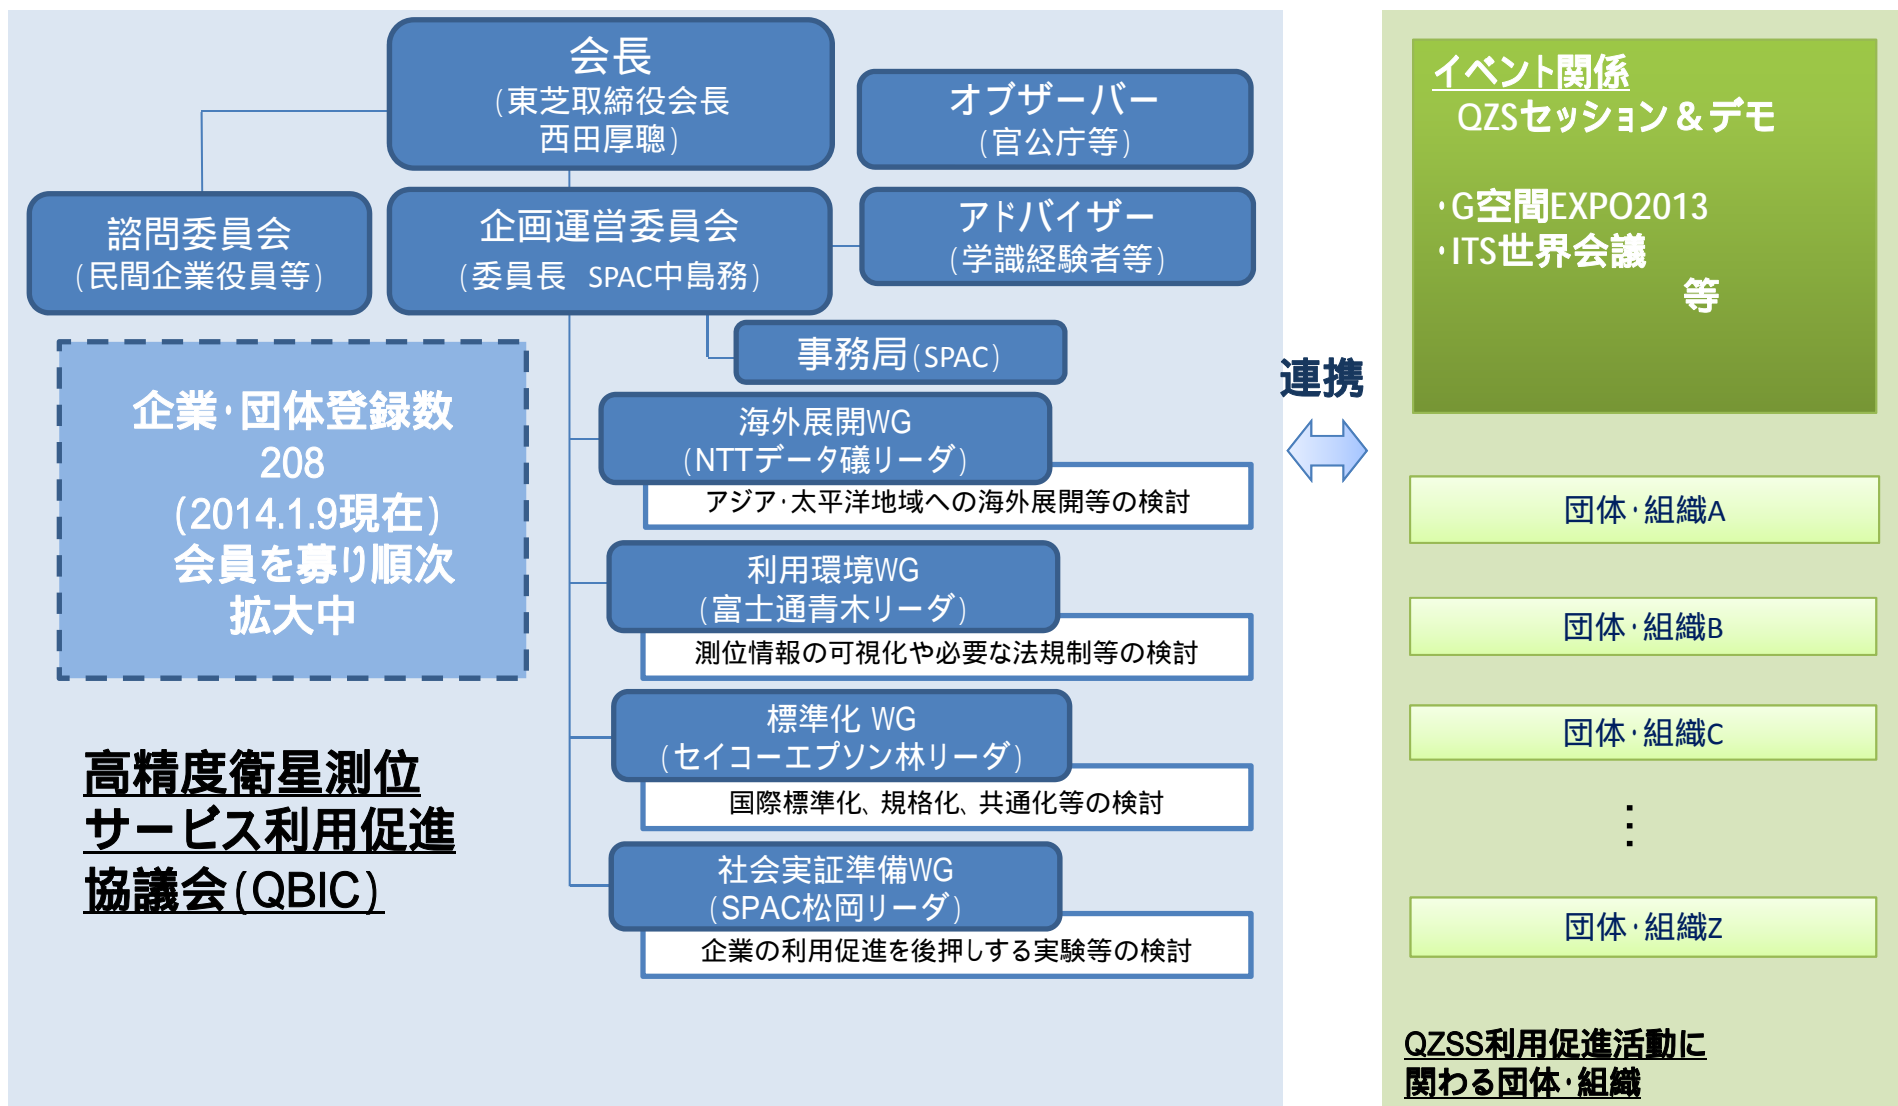 会長
(東芝取締役会長
西田厚聰)
オブザーバー
(官公庁等)
諮問委員会
(民間企業役員等)
企画運営委員会
(委員長 SPAC中島務)
アドバイザー
(学識経験者等)
事務局(SPAC)
企業・団体登録数
208
(2014.1.9現在)
会員を募り順次
拡大中
海外展開WG
(NTTデータ礒リーダ)
アジア・太平洋地域への海外展開等の検討
利用環境WG
(富士通青木リーダ)
測位情報の可視化や必要な法規制等の検討
標準化 WG
(セイコーエプソン林リーダ)
国際標準化、規格化、共通化等の検討
社会実証準備WG
(SPAC松岡リーダ)
企業の利用促進を後押しする実験等の検討
高精度衛星測位
サービス利用促進
協議会(QBIC)
連携
イベント関係
QZSセッション&デモ
・G空間EXPO2013
・ITS世界会議
等
団体・組織A
団体・組織B
団体・組織C
⋮
団体・組織Z
QZSS利用促進活動に
関わる団体・組織